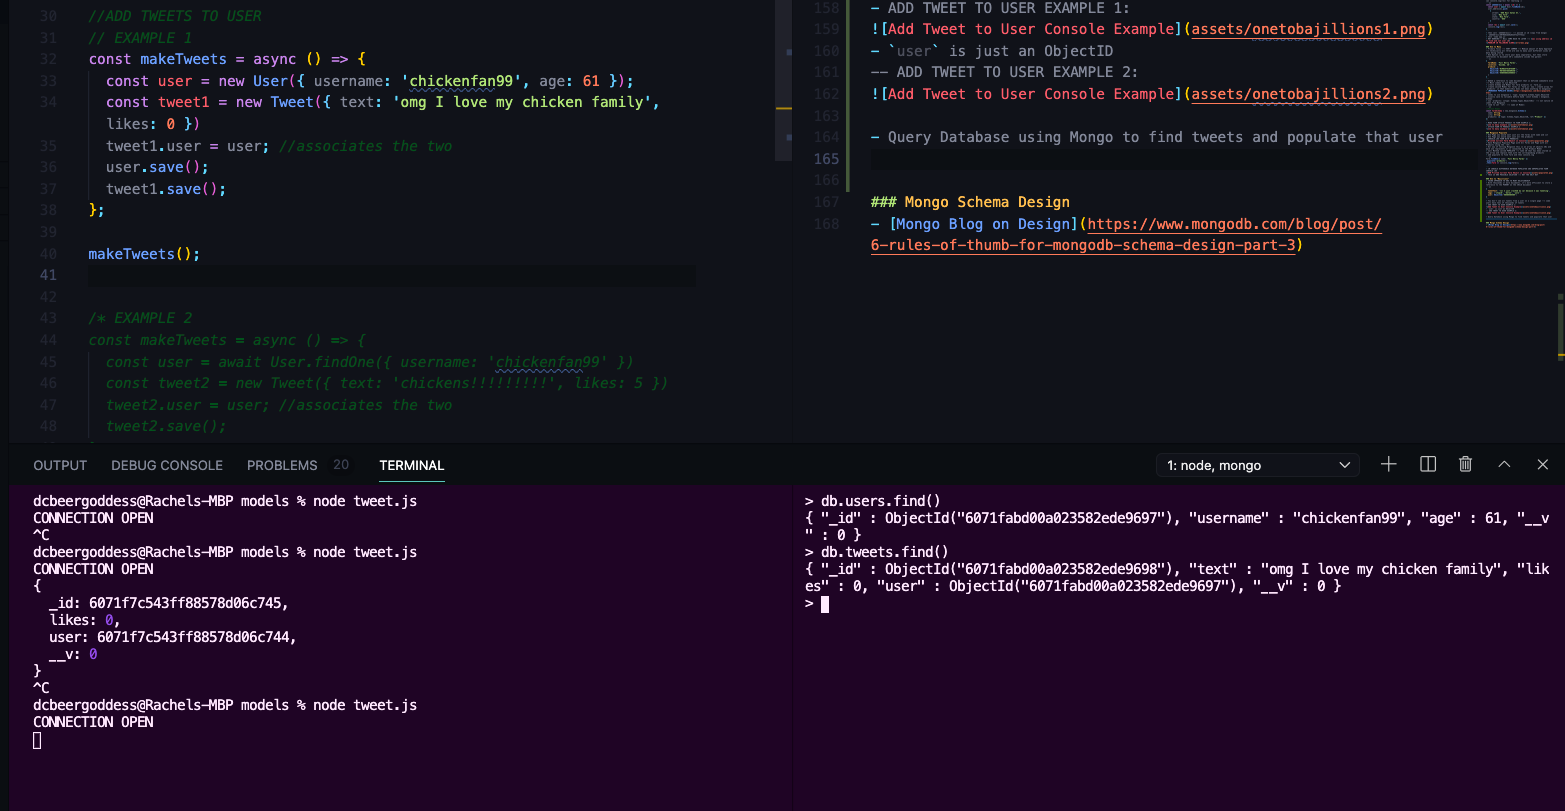 30 //ADD TWEETS TO USER
31 // EXAMPLE 1
32 const makeTweets = async () => {
33 const user = new User({ username: 'chickenfan99', age: 61 });
34 const tweet1 = new Tweet({ text: 'omg I love my chicken family',
likes: 0 })
35 tweet1.user = user; //associates the two
36 user.save();
37 tweet1.save();
38 };
39
40 makeTweets();
41
42
43 /* EXAMPLE 2
44 const makeTweets = async () => {
45 const user = await User.findOne({ username: 'chickenfan99' })
46 const tweet2 = new Tweet({ text: 'chickens!!!!!!!!!', likes: 5 })
47 tweet2.user = user; //associates the two
48 tweet2.save();
158 - ADD TWEET TO USER EXAMPLE 1:
159 ![Add Tweet to User Console Example](assets/onetobajillions1.png)
160 - `user` is just an ObjectID
161 -- ADD TWEET TO USER EXAMPLE 2:
162 ![Add Tweet to User Console Example](assets/onetobajillions2.png)
163
164 - Query Database using Mongo to find tweets and populate that user
165
166
167 ### Mongo Schema Design
168 - [Mongo Blog on Design](https://www.mongodb.com/blog/post/
6-rules-of-thumb-for-mongodb-schema-design-part-3)
OUTPUT DEBUG CONSOLE PROBLEMS 20 TERMINAL
1: node, mongo
dcbeergoddess@Rachels-MBP models % node tweet.js
CONNECTION OPEN
^C
dcbeergoddess@Rachels-MBP models % node tweet.js
CONNECTION OPEN
{
_id: 6071f7c543ff88578d06c745,
likes: 0,
user: 6071f7c543ff88578d06c744,
__v: 0
}
^C
dcbeergoddess@Rachels-MBP models % node tweet.js
CONNECTION OPEN
> db.users.find()
{ "_id" : ObjectId("6071fabd00a023582ede9697"), "username" : "chickenfan99", "age" : 61, "__v
" : 0 }
> db.tweets.find()
{ "_id" : ObjectId("6071fabd00a023582ede9698"), "text" : "omg I love my chicken family", "lik
es" : 0, "user" : ObjectId("6071fabd00a023582ede9697"), "__v" : 0 }
>